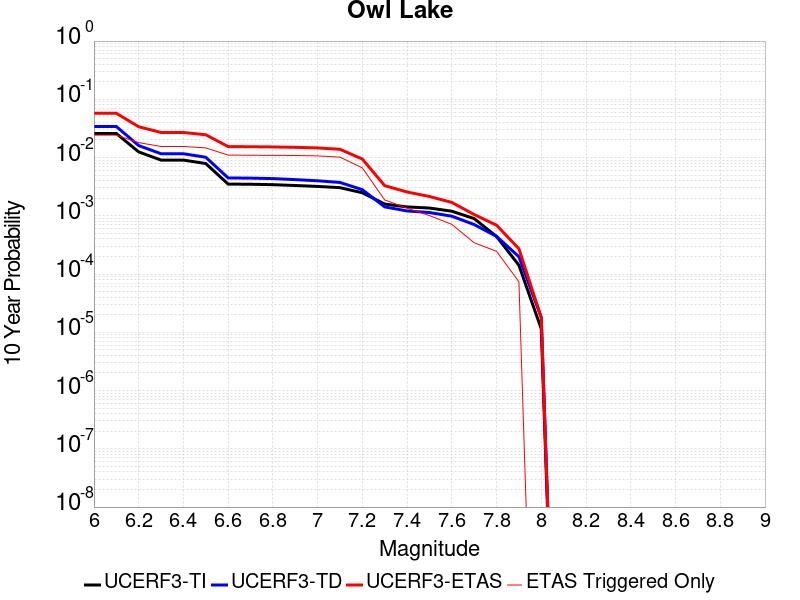 Owl Lake
10^0
10^-1
10^-2
10^-3
10^-4
10^-5
10^-6
10^-7
10^-8
10 Year Probability
6 6.2 6.4 6.6 6.8 7 7.2 7.4 7.6 7.8 8 8.2 8.4 8.6 8.8 9
Magnitude
UCERF3-TI UCERF3-TD UCERF3-ETAS ETAS Triggered Only